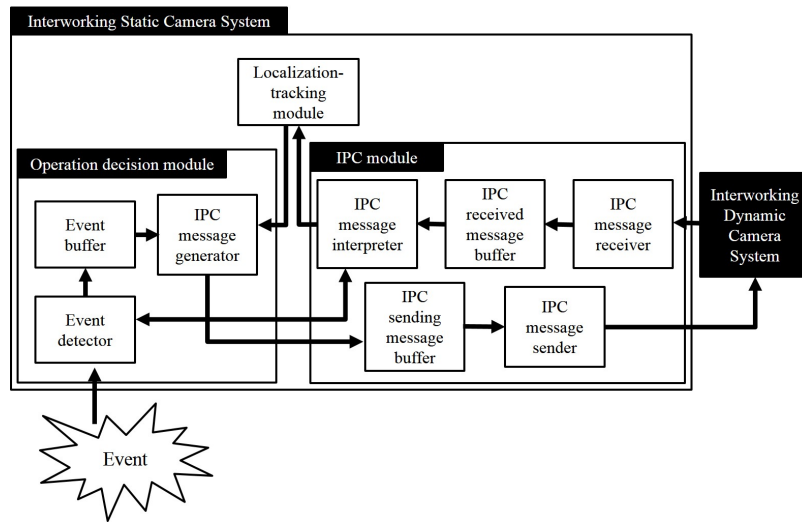 Interworking Static Camera System
Localization-
tracking
module
Operation decision module
IPC module
Event
buffer
IPC
message
generator
IPC
message
interpreter
IPC
received
message
buffer
IPC
message
receiver
Interworking
Dynamic
Camera
System
Event
detector
IPC
sending
message
buffer
IPC
message
sender
Event